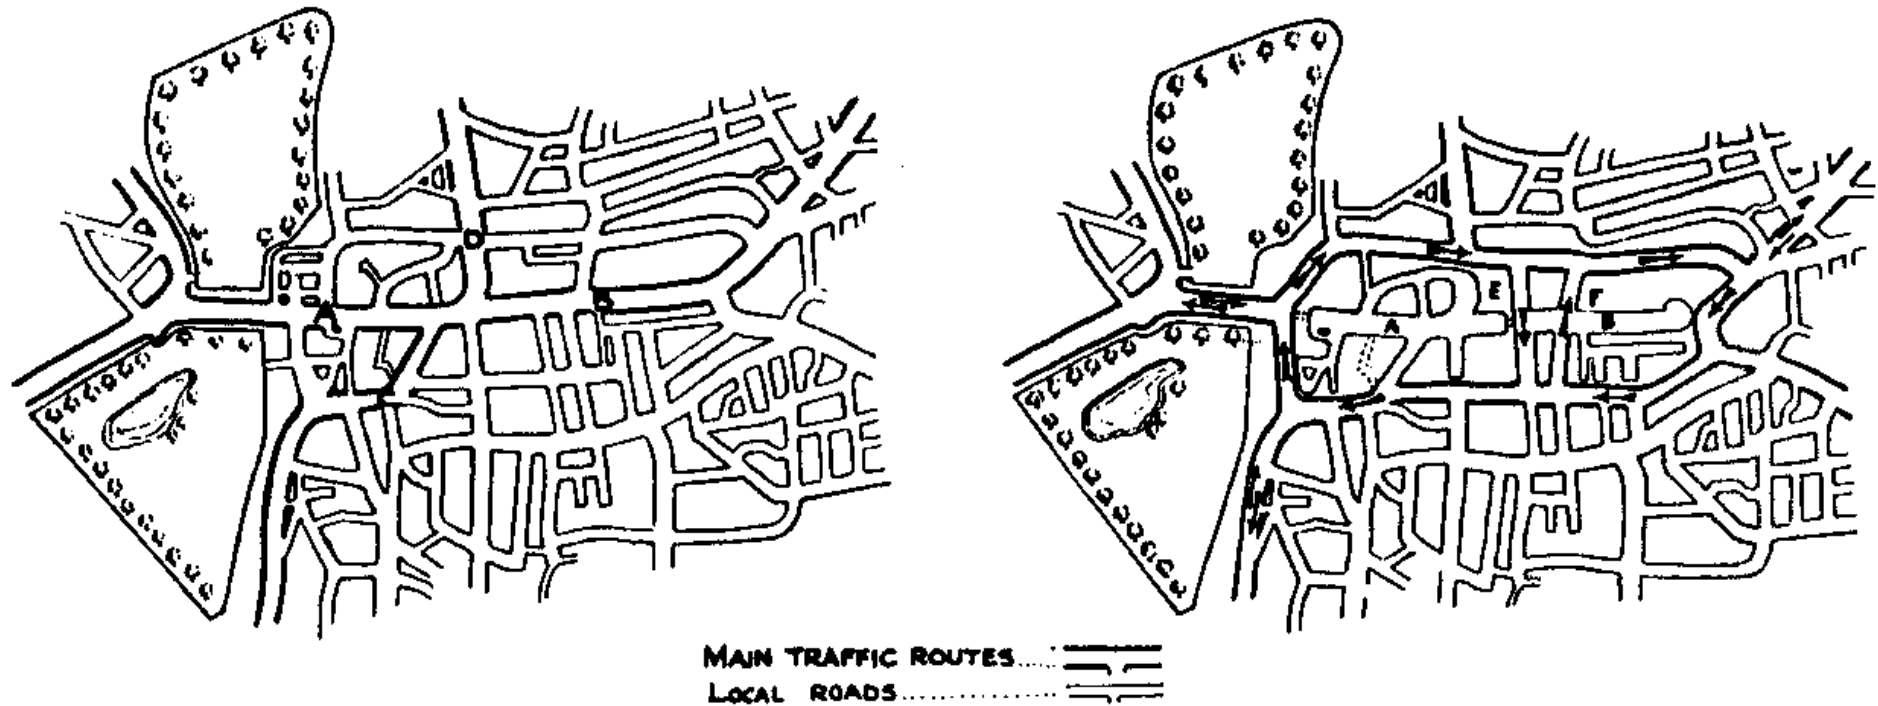 D
A
B
E
F
A
B
MAIN TRAFFIC ROUTES.....
LOCAL ROADS..............